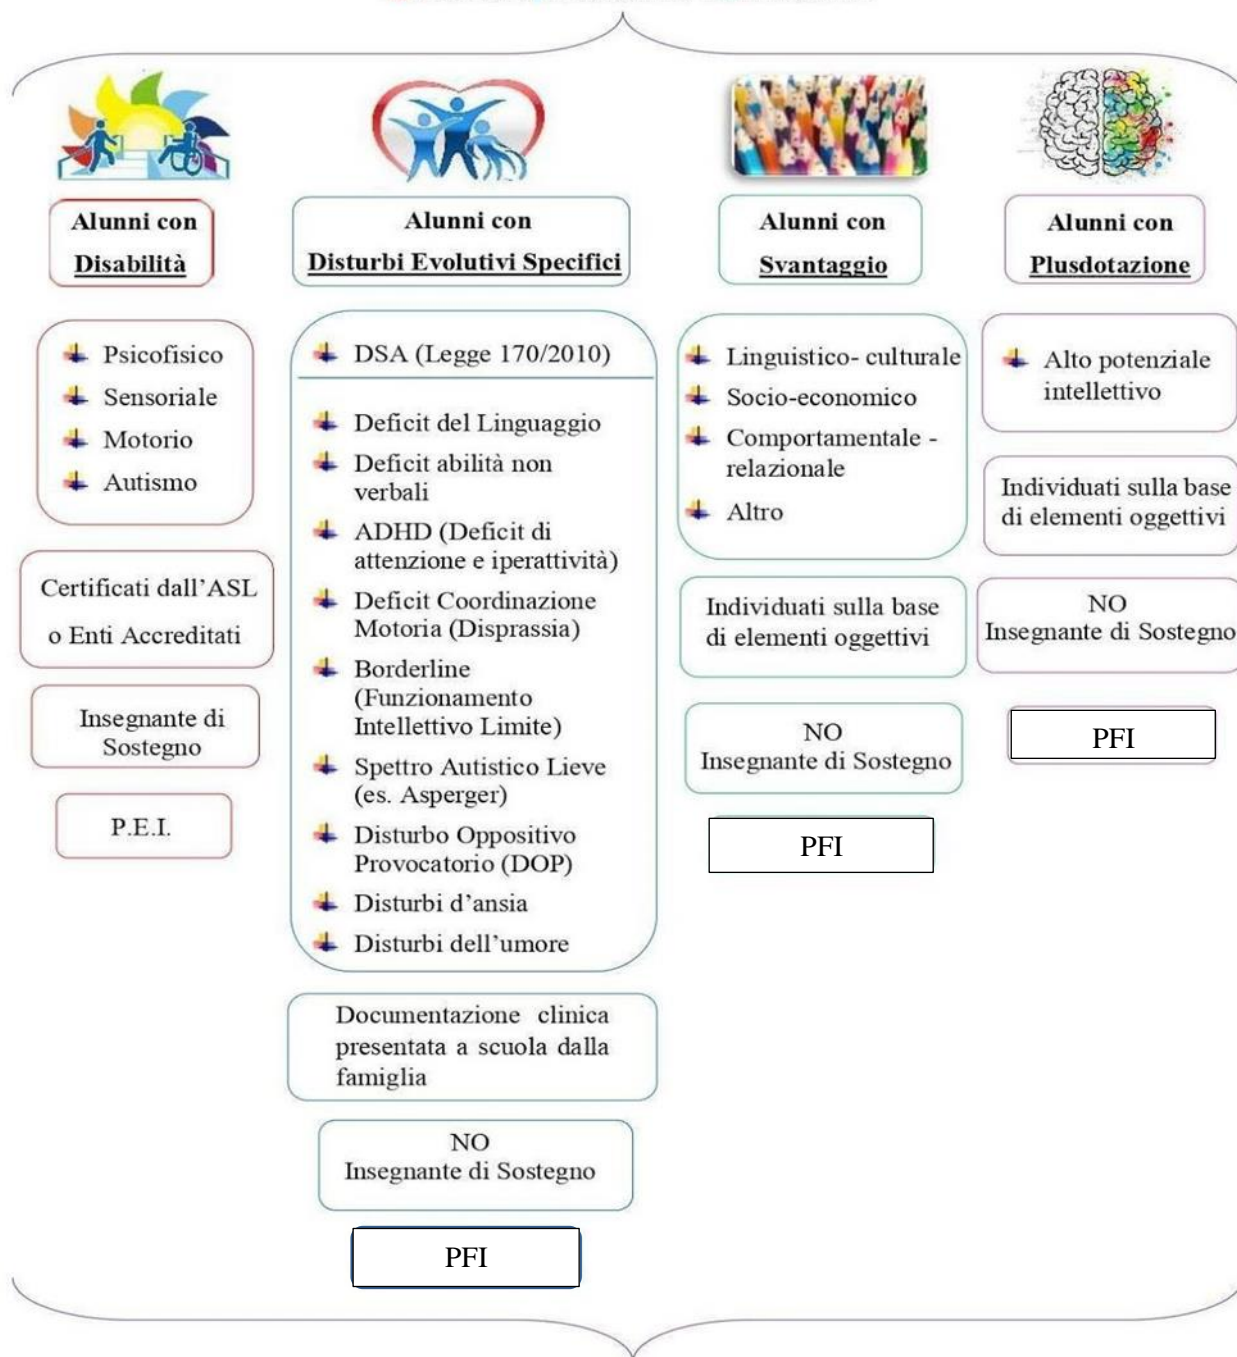 Alunni con
Disabilità
Psicofisico
Sensoriale
Motorio
Autismo
Certificati dall'ASL
o Enti Accreditati
Insegnante di
Sostegno
P.E.I.
Alunni con
Disturbi Evolutivi Specifici
DSA (Legge 170/2010)
Deficit del Linguaggio
Deficit abilità non
verbali
ADHD (Deficit di
attenzione e iperattività)
Deficit Coordinazione
Motoria (Disprassia)
Borderline
(Funzionamento
Intellettivo Limite)
Spettro Autistico Lieve
(es. Asperger)
Disturbo Oppositivo
Provocatorio (DOP)
Disturbi d'ansia
Disturbi dell'umore
Documentazione clinica
presentata a scuola dalla
famiglia
NO
Insegnante di Sostegno
PFI
Alunni con
Svantaggio
Linguistico- culturale
Socio-economico
Comportamentale -
relazionale
Altro
Individuati sulla base
di elementi oggettivi
NO
Insegnante di Sostegno
PFI
Alunni con
Plusdotazione
Alto potenziale
intellettivo
Individuati sulla base
di elementi oggettivi
NO
Insegnante di Sostegno
PFI